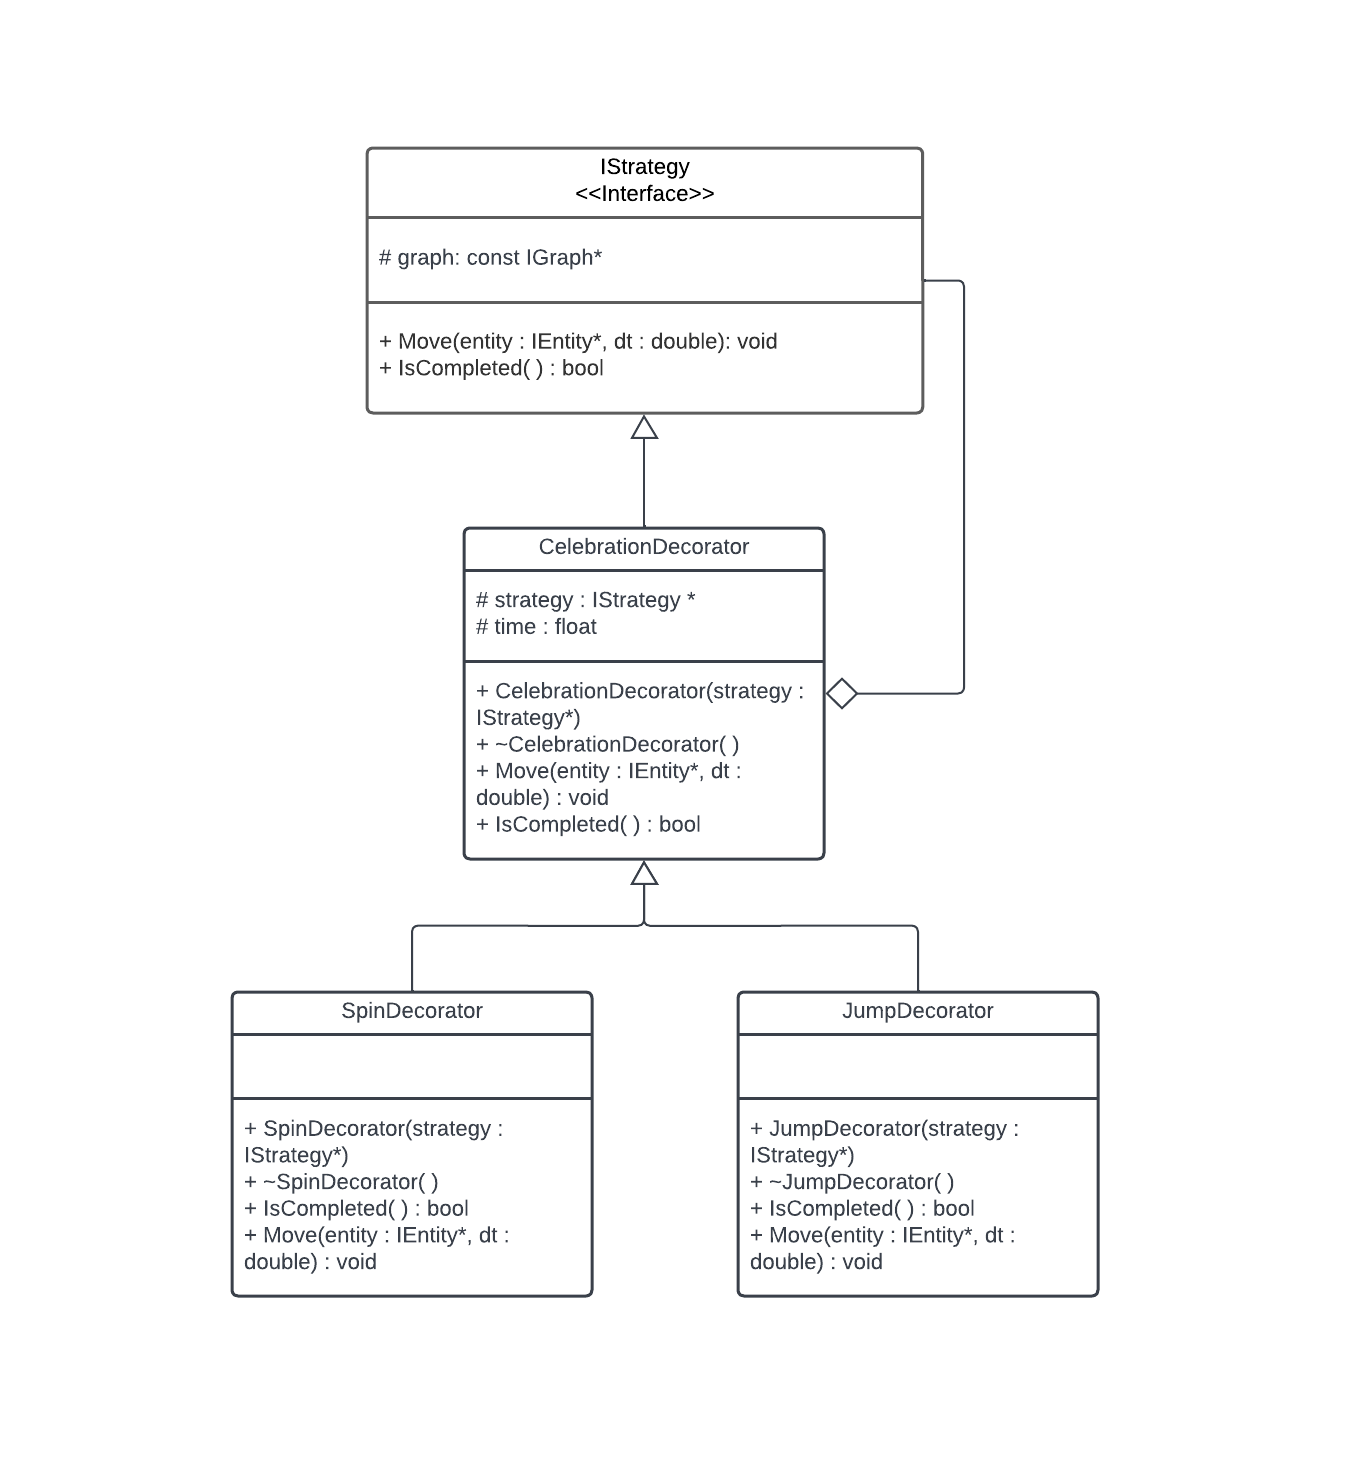 IStrategy
<<Interface>>
# graph: const IGraph*
+ Move(entity : IEntity*, dt : double): void
+ IsCompleted( ) : bool
CelebrationDecorator
# strategy : IStrategy *
# time : float
+ CelebrationDecorator(strategy :
IStrategy*)
+ ~CelebrationDecorator( )
+ Move(entity : IEntity*, dt :
double) : void
+ IsCompleted( ) : bool
SpinDecorator
+ SpinDecorator(strategy :
IStrategy*)
+ ~SpinDecorator( )
+ IsCompleted( ) : bool
+ Move(entity : IEntity*, dt :
double) : void
JumpDecorator
+ JumpDecorator(strategy :
IStrategy*)
+ ~JumpDecorator( )
+ IsCompleted( ) : bool
+ Move(entity : IEntity*, dt :
double) : void